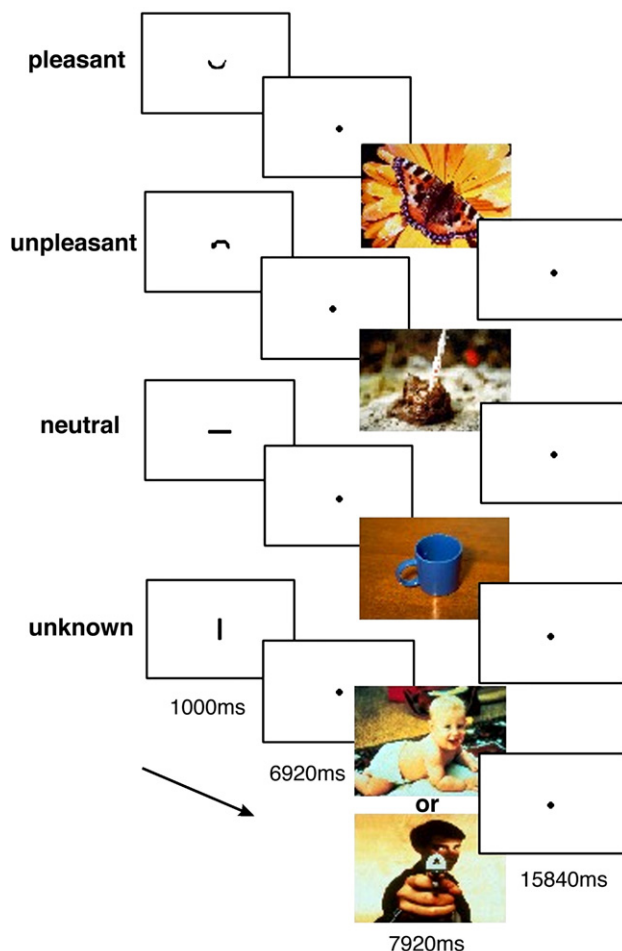 pleasant
unpleasant
neutral
unknown
1000ms
6920ms
or
15840ms
7920ms